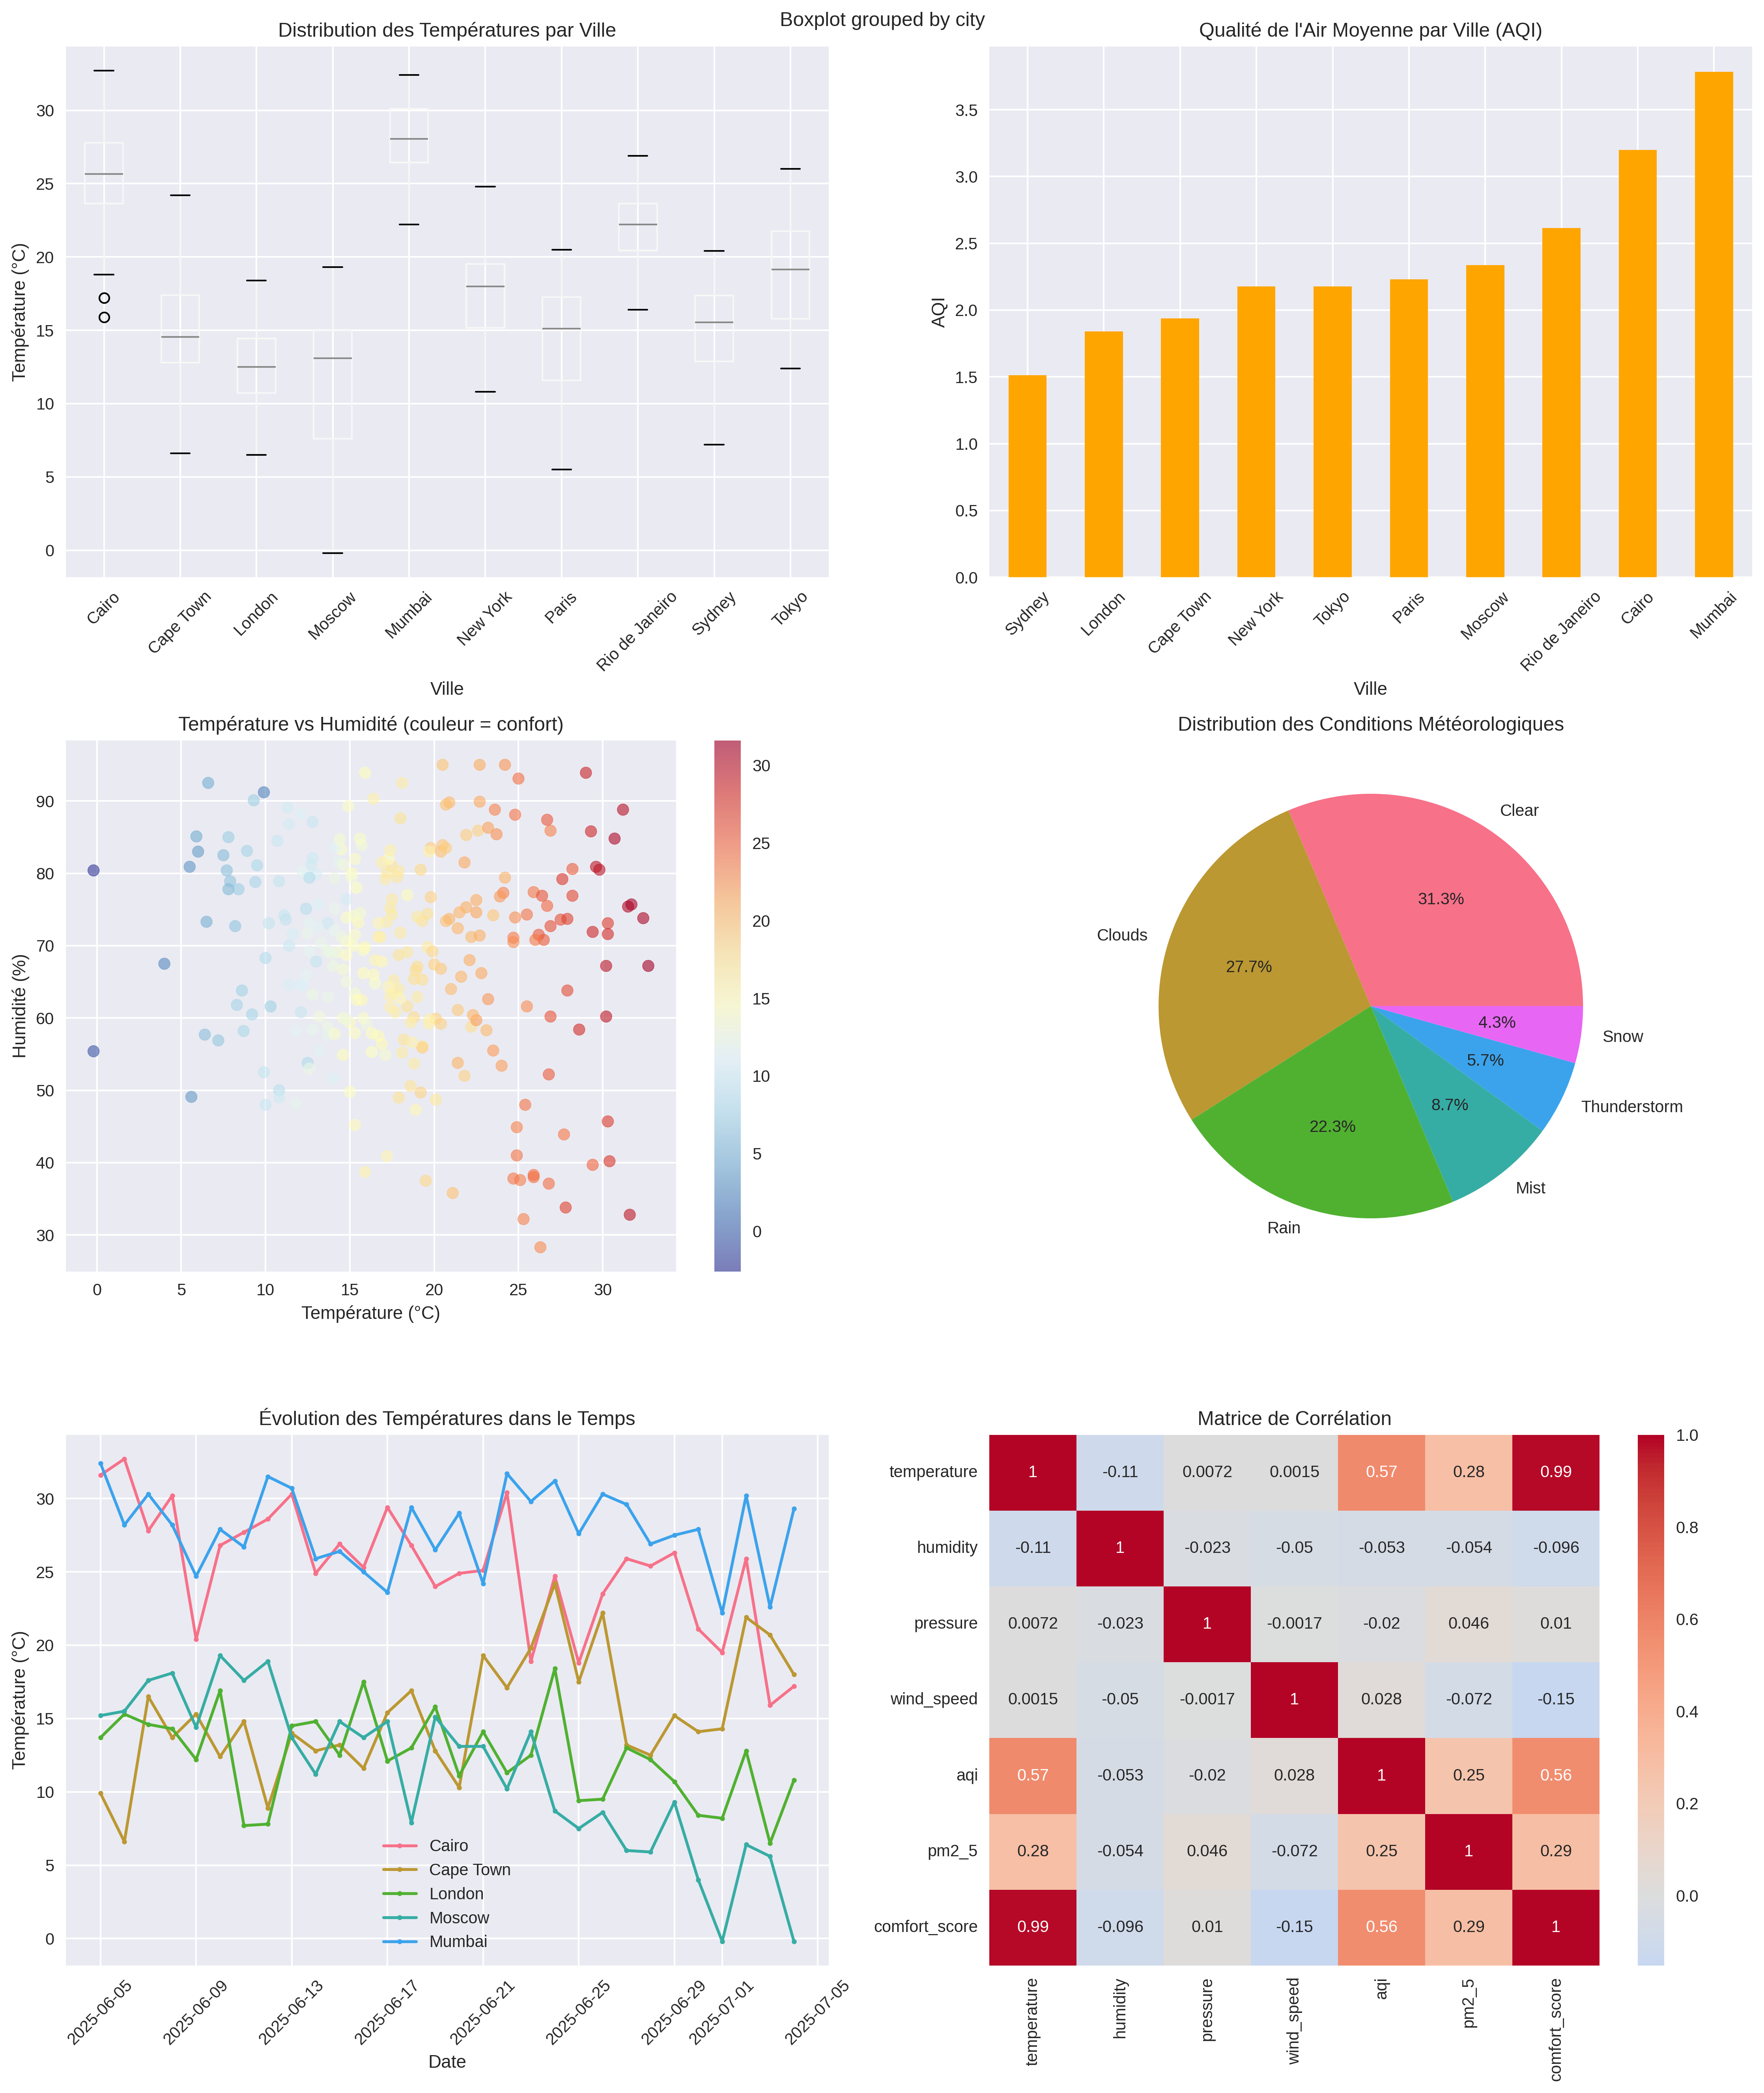 Boxplot grouped by city
Distribution des Températures par Ville
Température (°C)
30
25
20
15
10
5
0
Cairo
Cape Town
London
Moscow
Mumbai
New York
Paris
Rio de Janeiro
Sydney
Tokyo
Ville
Qualité de l'Air Moyenne par Ville (AQI)
AQI
3.5
3.0
2.5
2.0
1.5
1.0
0.5
0.0
Sydney
London
Cape Town
New York
Tokyo
Paris
Moscow
Rio de Janeiro
Cairo
Mumbai
Ville
Température vs Humidité (couleur = confort)
Humidité (%)
90
80
70
60
50
40
30
0
5
10
15
20
25
30
Température (°C)
30
25
20
15
10
5
0
Distribution des Conditions Météorologiques
Clear
31.3%
Clouds
27.7%
Rain
22.3%
Mist
8.7%
Thunderstorm
5.7%
Snow
4.3%
Évolution des Températures dans le Temps
Température (°C)
30
25
20
15
10
5
0
Cairo
Cape Town
London
Moscow
Mumbai
2025-06-05
2025-06-09
2025-06-13
2025-06-17
2025-06-21
2025-06-25
2025-06-29
2025-07-01
2025-07-05
Date
Matrice de Corrélation
temperature 1 -0.11 0.0072 0.0015 0.57 0.28 0.99
humidity -0.11 1 -0.023 -0.05 -0.053 -0.054 -0.096
pressure 0.0072 -0.023 1 -0.0017 -0.02 0.046 0.01
wind_speed 0.0015 -0.05 -0.0017 1 0.028 -0.072 -0.15
aqi 0.57 -0.053 -0.02 0.028 1 0.25 0.56
pm2_5 0.28 -0.054 0.046 -0.072 0.25 1 0.29
comfort_score 0.99 -0.096 0.01 -0.15 0.56 0.29 1
temperature
humidity
pressure
wind_speed
aqi
pm2_5
comfort_score
1.0
0.8
0.6
0.4
0.2
0.0